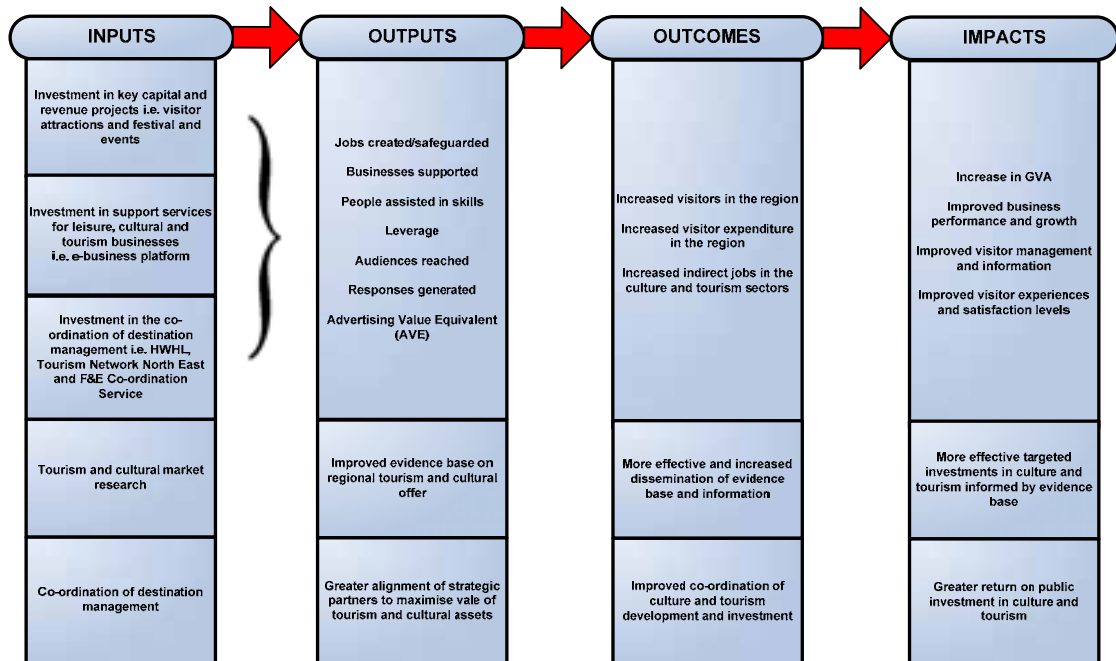 INPUTS
OUTPUTS
OUTCOMES
IMPACTS
Investment in key capital and
revenue projects i.e. visitor
attractions and festival and
events
Investment in support services
for leisure, cultural and
tourism businesses
i.e. e-business platform
Investment in the co-
ordination of destination
management i.e. HWHL,
Tourism Network North East
and F&E Co-ordination
Service
Tourism and cultural market
research
Co-ordination of destination
management
Jobs created/safeguarded
Businesses supported
People assisted in skills
Leverage
Audiences reached
Responses generated
Advertising Value Equivalent
(AVE)
Improved evidence base on
regional tourism and cultural
offer
Greater alignment of strategic
partners to maximise vale of
tourism and cultural assets
Increased visitors in the region
Increased visitor expenditure
in the region
Increased indirect jobs in the
culture and tourism sectors
More effective and increased
dissemination of evidence
base and information
Improved co-ordination of
culture and tourism
development and investment
Increase in GVA
Improved business
performance and growth
Improved visitor management
and information
Improved visitor experiences
and satisfaction levels
More effective targeted
investments in culture and
tourism informed by evidence
base
Greater return on public
investment in culture and
tourism